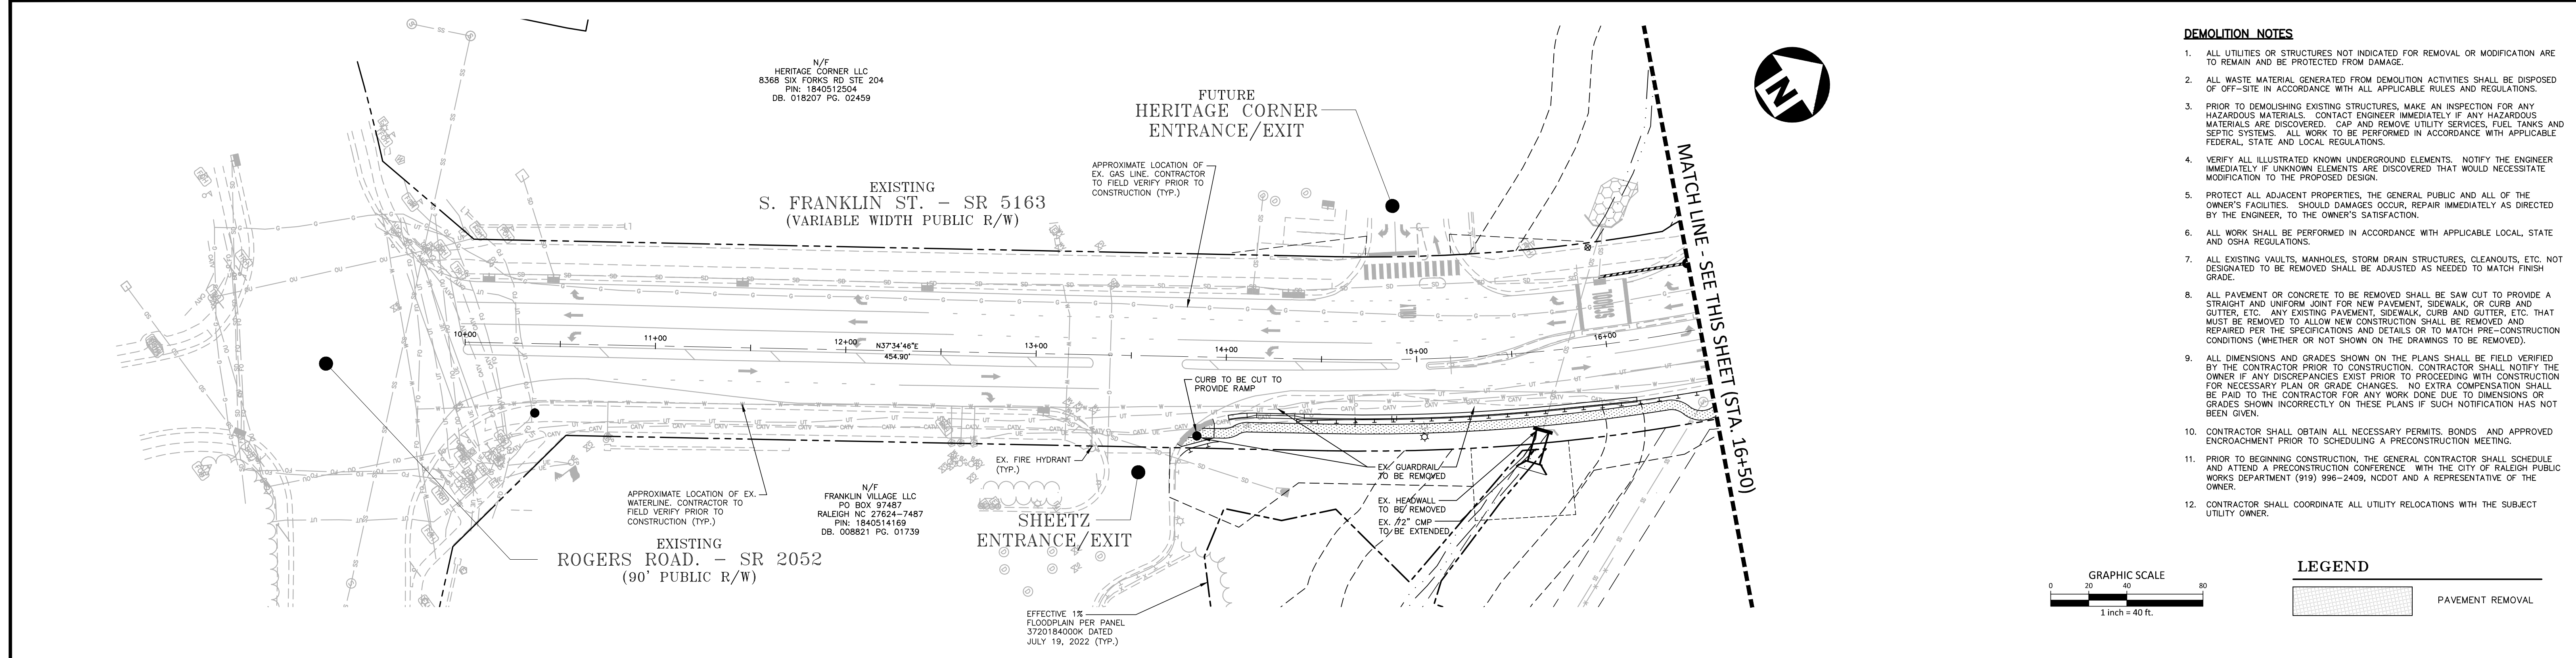 N/F
HERITAGE CORNER LLC
8368 SIX FORKS RD STE 204
PIN: 1840512504
DB. 018207 PG. 02459
FUTURE
HERITAGE CORNER
ENTRANCE/EXIT
APPROXIMATE LOCATION OF
EX. GAS LINE. CONTRACTOR
TO FIELD VERIFY PRIOR TO
CONSTRUCTION (TYP.)
EXISTING
S. FRANKLIN ST. - SR 5163
(VARIABLE WIDTH PUBLIC R/W)
N
MATCH LINE - SEE THIS SHEET (STA. 16+50)
SCHOOL
10+00
11+00
12+00
N37°34'46"E
454.90'
13+00
14+00
15+00
16+00
CURB TO BE CUT TO
PROVIDE RAMP
EX. FIRE HYDRANT
(TYP.)
EX. GUARDRAIL
TO BE REMOVED
EX. HEADWALL
TO BE REMOVED
EX. 72" CMP
TO BE EXTENDED
APPROXIMATE LOCATION OF EX.
WATERLINE. CONTRACTOR TO
FIELD VERIFY PRIOR TO
CONSTRUCTION (TYP.)
N/F
FRANKLIN VILLAGE LLC
PO BOX 97487
RALEIGH NC 27624-7487
PIN: 1840514169
DB. 008821 PG. 01739
SHEETZ
ENTRANCE/EXIT
EXISTING
ROGERS ROAD. - SR 2052
(90' PUBLIC R/W)
EFFECTIVE 1%
FLOODPLAIN PER PANEL
3720184000K DATED
JULY 19, 2022 (TYP.)
DEMOLITION NOTES
1. ALL UTILITIES OR STRUCTURES NOT INDICATED FOR REMOVAL OR MODIFICATION ARE
TO REMAIN AND BE PROTECTED FROM DAMAGE.
2. ALL WASTE MATERIAL GENERATED FROM DEMOLITION ACTIVITIES SHALL BE DISPOSED
OF OFF-SITE IN ACCORDANCE WITH ALL APPLICABLE RULES AND REGULATIONS.
3. PRIOR TO DEMOLISHING EXISTING STRUCTURES, MAKE AN INSPECTION FOR ANY
HAZARDOUS MATERIALS. CONTACT ENGINEER IMMEDIATELY IF ANY HAZARDOUS
MATERIALS ARE DISCOVERED. CAP AND REMOVE UTILITY SERVICES, FUEL TANKS AND
SEPTIC SYSTEMS. ALL WORK TO BE PERFORMED IN ACCORDANCE WITH APPLICABLE
FEDERAL, STATE AND LOCAL REGULATIONS.
4. VERIFY ALL ILLUSTRATED KNOWN UNDERGROUND ELEMENTS. NOTIFY THE ENGINEER
IMMEDIATELY IF UNKNOWN ELEMENTS ARE DISCOVERED THAT WOULD NECESSITATE
MODIFICATION TO THE PROPOSED DESIGN.
5. PROTECT ALL ADJACENT PROPERTIES, THE GENERAL PUBLIC AND ALL OF THE
OWNER'S FACILITIES. SHOULD DAMAGES OCCUR, REPAIR IMMEDIATELY AS DIRECTED
BY THE ENGINEER, TO THE OWNER'S SATISFACTION.
6. ALL WORK SHALL BE PERFORMED IN ACCORDANCE WITH APPLICABLE LOCAL, STATE
AND OSHA REGULATIONS.
7. ALL EXISTING VAULTS, MANHOLES, STORM DRAIN STRUCTURES, CLEANOUTS, ETC. NOT
DESIGNATED TO BE REMOVED SHALL BE ADJUSTED AS NEEDED TO MATCH FINISH
GRADE.
8. ALL PAVEMENT OR CONCRETE TO BE REMOVED SHALL BE SAW CUT TO PROVIDE A
STRAIGHT AND UNIFORM JOINT FOR NEW PAVEMENT, SIDEWALK, OR CURB AND
GUTTER, ETC. ANY EXISTING PAVEMENT, SIDEWALK, CURB AND GUTTER, ETC. THAT
MUST BE REMOVED TO ALLOW NEW CONSTRUCTION SHALL BE REMOVED AND
REPAIRED PER THE SPECIFICATIONS AND DETAILS OR TO MATCH PRE-CONSTRUCTION
CONDITIONS (WHETHER OR NOT SHOWN ON THE DRAWINGS TO BE REMOVED).
9. ALL DIMENSIONS AND GRADES SHOWN ON THE PLANS SHALL BE FIELD VERIFIED
BY THE CONTRACTOR PRIOR TO CONSTRUCTION. CONTRACTOR SHALL NOTIFY THE
OWNER IF ANY DISCREPANCIES EXIST PRIOR TO PROCEEDING WITH CONSTRUCTION
FOR NECESSARY PLAN OR GRADE CHANGES. NO EXTRA COMPENSATION SHALL
BE PAID TO THE CONTRACTOR FOR ANY WORK DONE DUE TO DIMENSIONS OR
GRADES SHOWN INCORRECTLY ON THESE PLANS IF SUCH NOTIFICATION HAS NOT
BEEN GIVEN.
10. CONTRACTOR SHALL OBTAIN ALL NECESSARY PERMITS. BONDS AND APPROVED
ENCROACHMENT PRIOR TO SCHEDULING A PRECONSTRUCTION MEETING.
11. PRIOR TO BEGINNING CONSTRUCTION, THE GENERAL CONTRACTOR SHALL SCHEDULE
AND ATTEND A PRECONSTRUCTION CONFERENCE WITH THE CITY OF RALEIGH PUBLIC
WORKS DEPARTMENT (919) 996-2409, NCDOT AND A REPRESENTATIVE OF THE
OWNER.
12. CONTRACTOR SHALL COORDINATE ALL UTILITY RELOCATIONS WITH THE SUBJECT
UTILITY OWNER.
GRAPHIC SCALE
0 20 40 80
1 inch = 40 ft.
LEGEND
PAVEMENT REMOVAL